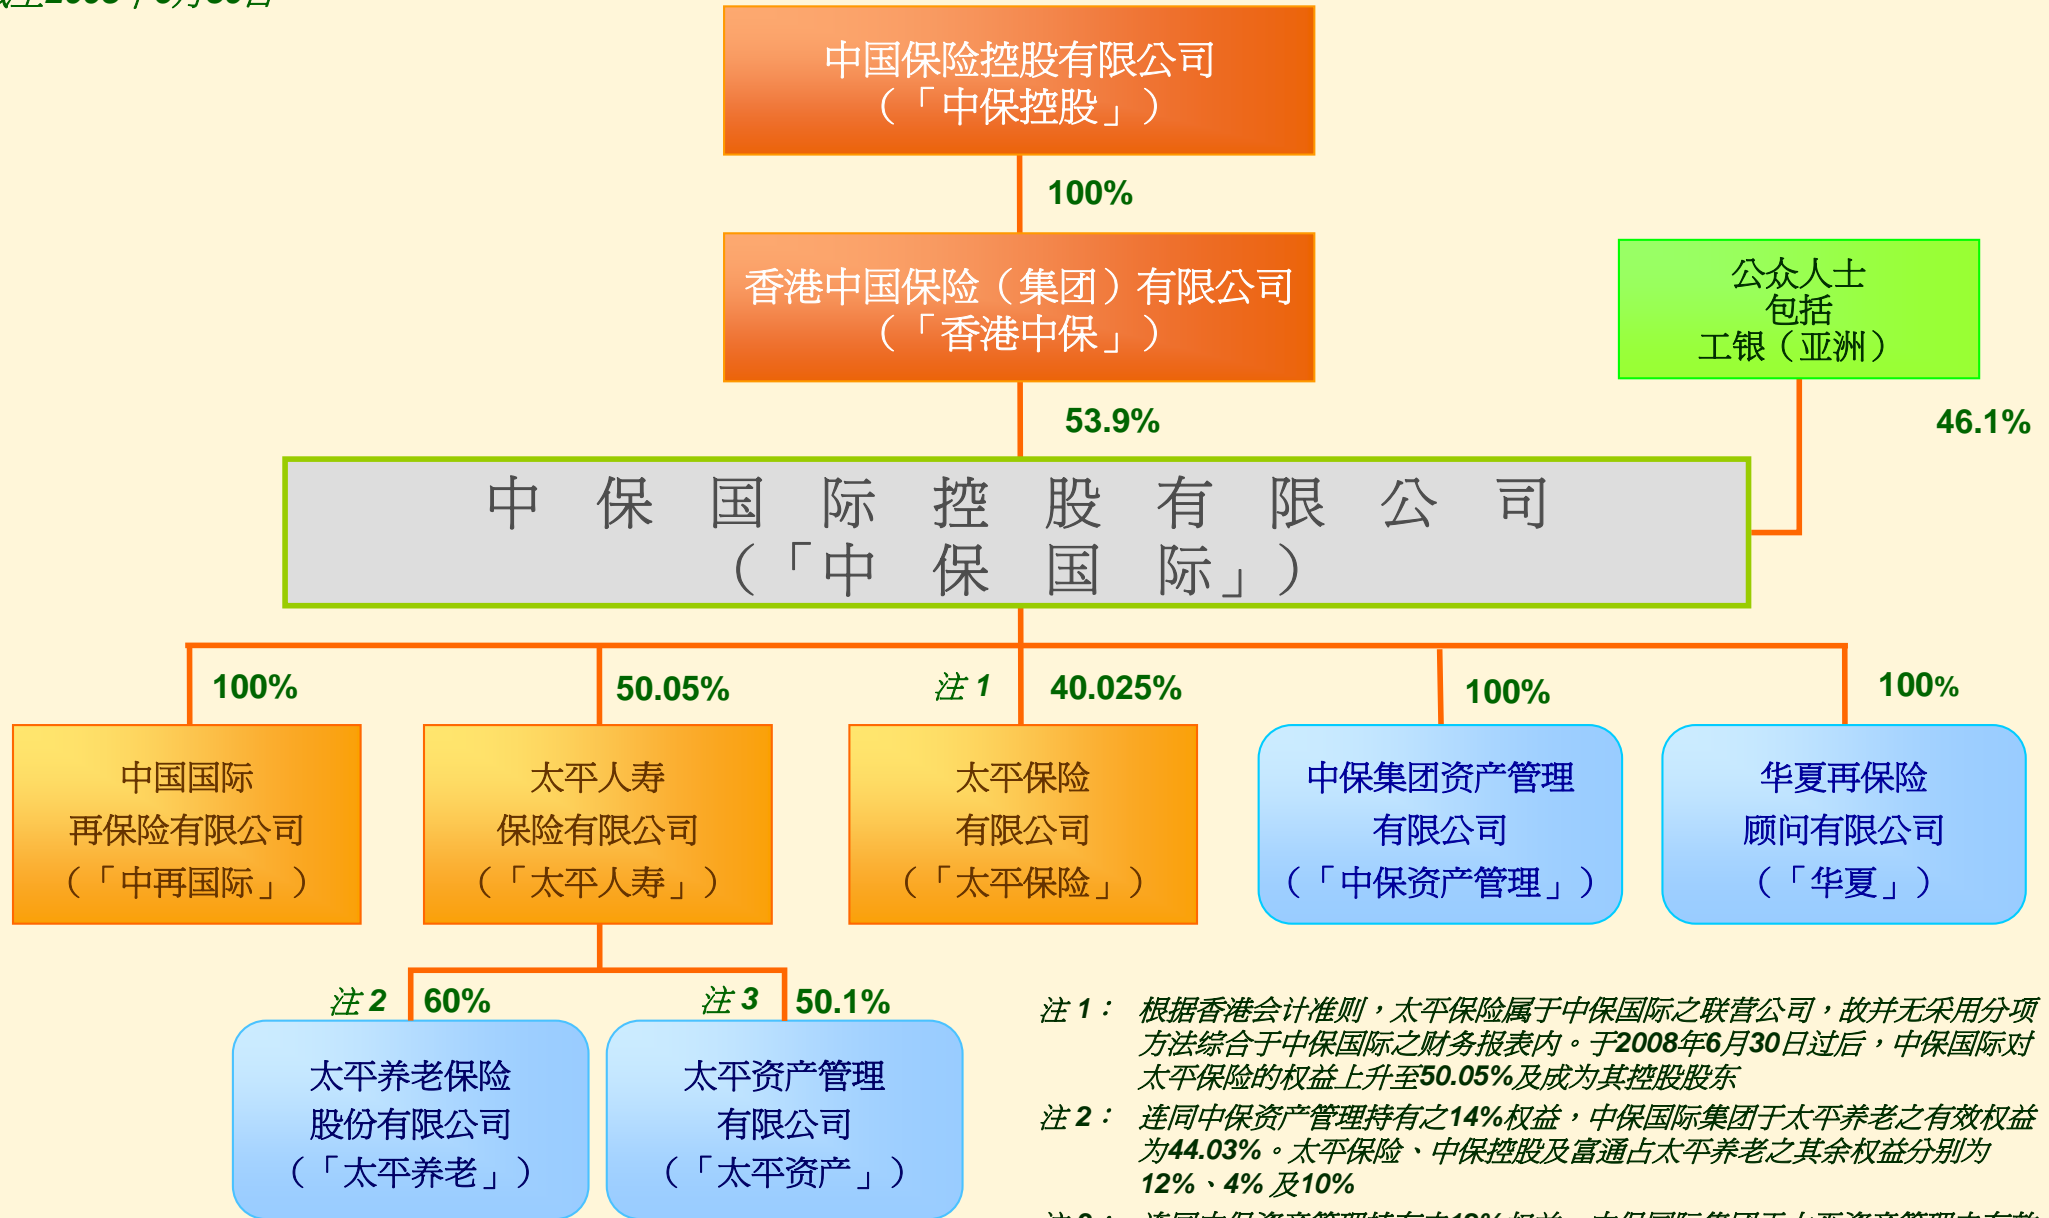 中国保险控股有限公司
（「中保控股」）
100%
香港中国保险（集团）有限公司
（「香港中保」）
公众人士
包括
工银（亚洲）
53.9%
46.1%
中保国际控股有限公司
（「中保国际」）
100%
50.05%
注 1
40.025%
100%
100%
中国国际
再保险有限公司
（「中再国际」）
太平人寿
保险有限公司
（「太平人寿」）
太平保险
有限公司
（「太平保险」）
中保集团资产管理
有限公司
（「中保资产管理」）
华夏再保险
顾问有限公司
（「华夏」）
注 2
60%
注 3
50.1%
太平养老保险
股份有限公司
（「太平养老」）
太平资产管理
有限公司
（「太平资产」）
注 1： 根据香港会计准则，太平保险属于中保国际之联营公司，故并无采用分项
方法综合于中保国际之财务报表内。于2008年6月30日过后，中保国际对
太平保险的权益上升至50.05%及成为其控股股东
注 2： 连同中保资产管理持有之14%权益，中保国际集团于太平养老之有效权益
为44.03%。太平保险、中保控股及富通占太平养老之其余权益分别为
12%、4% 及10%